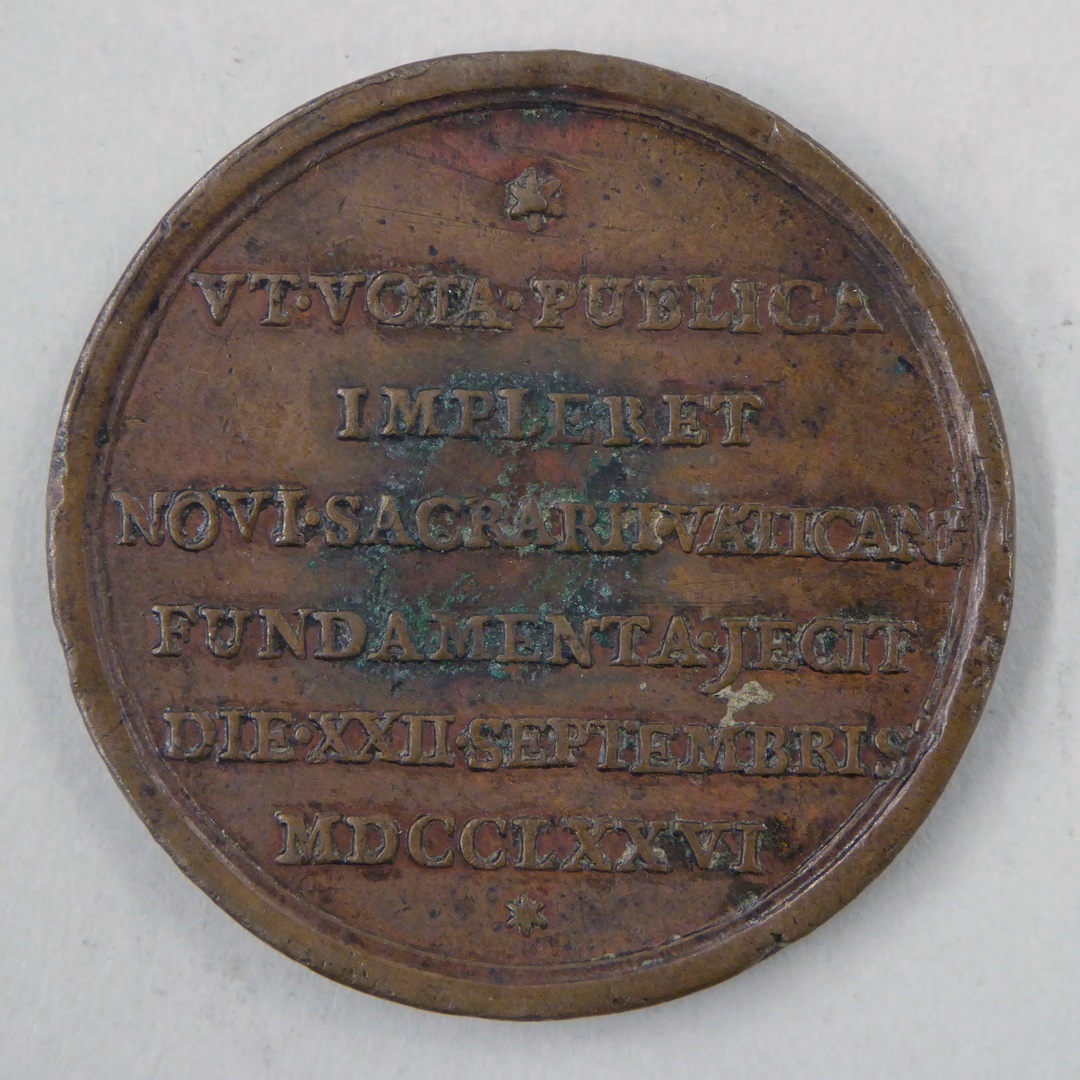 VT·VOTA·PUBLICA
IMPLERET
NOVI·SACRARII·VATICANI
FUNDAMENTA·JECIT
DIE·XXII·SEPTEMBRIS
MDCCLXXVI